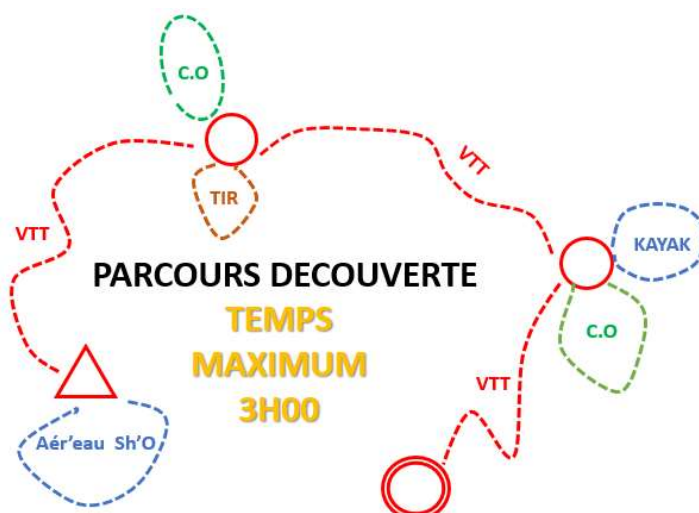 C.O
TIR
VTT
VTT
KAYAK
PARCOURS DECOUVERTE
TEMPS
MAXIMUM
3H00
C.O
VTT
Aér'eau Sh'O